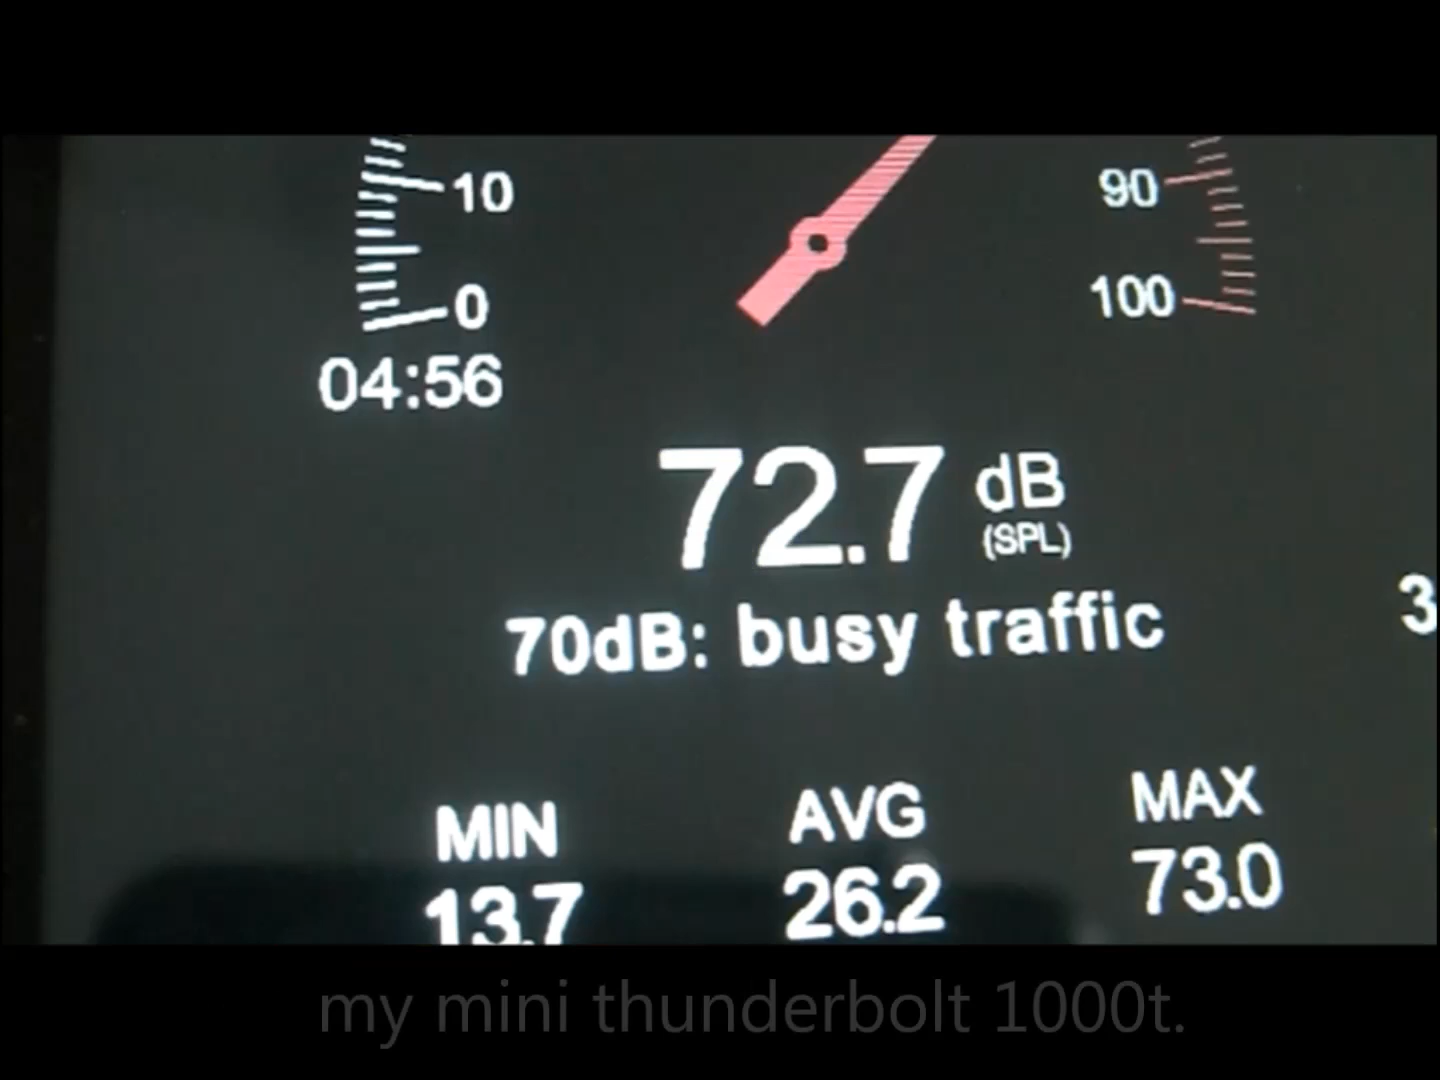 10
90
0
100
04:56
72.7 dB
(SPL)
70dB: busy traffic
3
MIN AVG MAX
13.7 26.2 73.0
my mini thunderbolt 1000t.